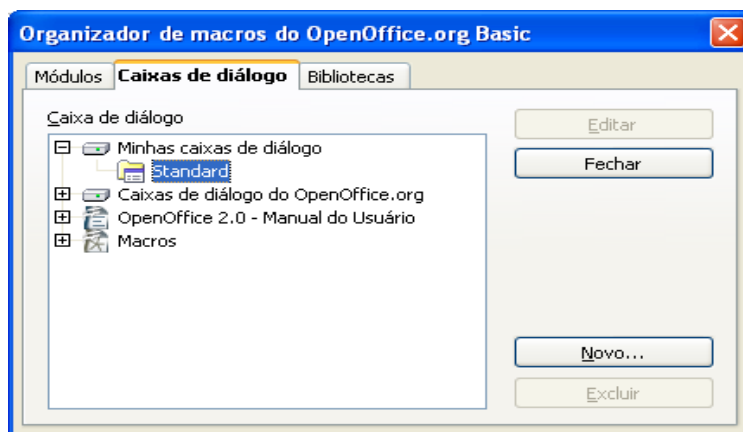 Organizador de macros do OpenOffice.org Basic
Módulos Caixas de diálogo Bibliotecas
Caixa de diálogo
Minhas caixas de diálogo
Standard
Caixas de diálogo do OpenOffice.org
OpenOffice 2.0 - Manual do Usuário
Macros
Editar
Fechar
Novo...
Excluir